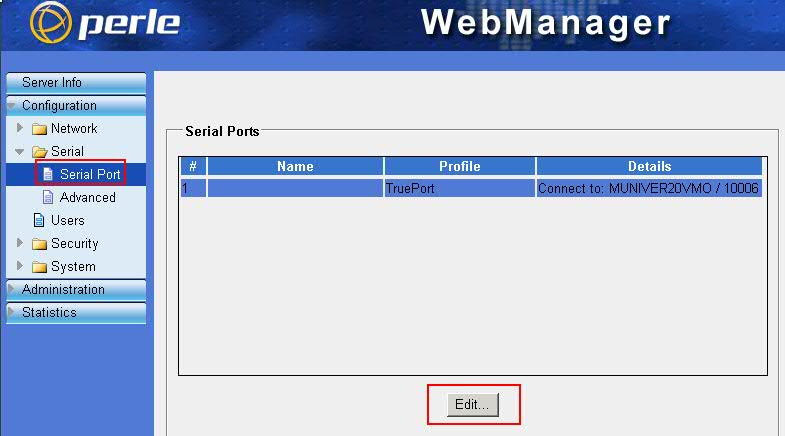 perle
WebManager
Server Info
Configuration
Network
Serial
Serial Port
Advanced
Users
Security
System
Administration
Statistics
Serial Ports
# Name Profile Details
1 TruePort Connect to: MUNIVER20VMO / 10006
Edit...